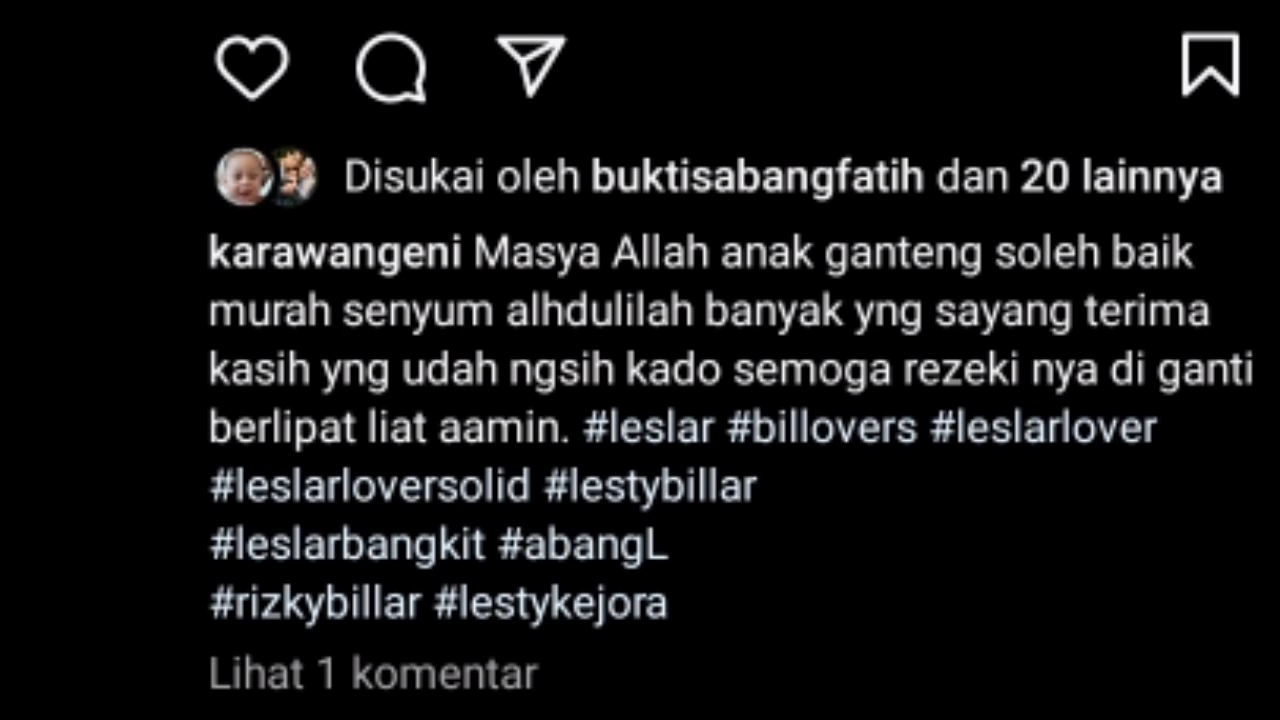 Disukai oleh buktisabangfatih dan 20 lainnya
karawangeni Masya Allah anak ganteng soleh baik
murah senyum alhdulilah banyak yng sayang terima
kasih yng udah ngsih kado semoga rezeki nya di ganti
berlipat liat aamin. #leslar #billovers #leslarlover
#leslarloversolid #lestybillar
#leslarbangkit #abangL
#rizkybillar #lestykejora
Lihat 1 komentar